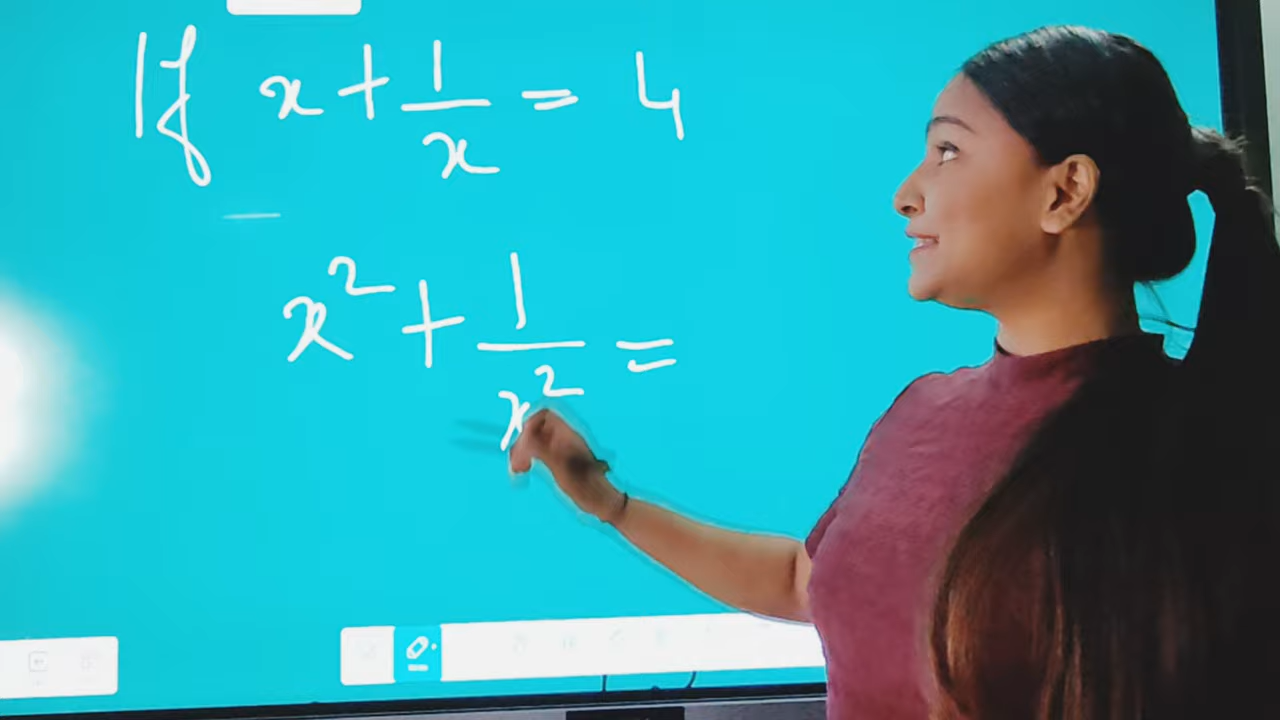 If x + 1/x = 4
x² + 1/x² =